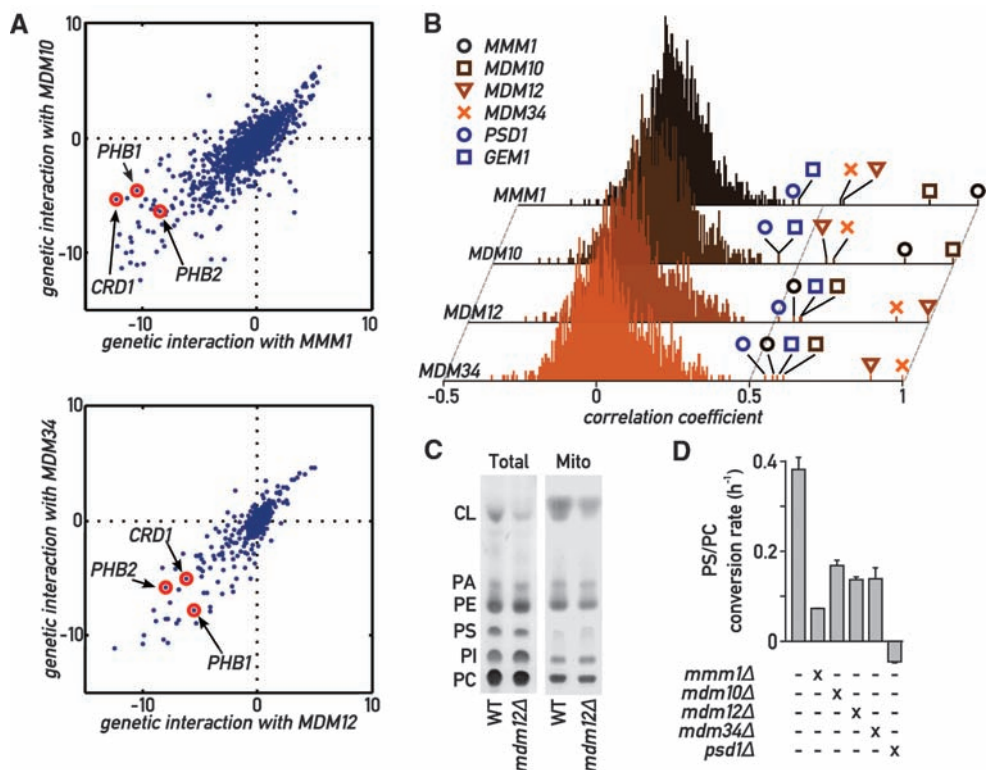 A
genetic interaction with MDM10
10
0
-10
PHB1
CRD1
PHB2
-10
0
10
genetic interaction with MMM1
genetic interaction with MDM34
10
0
-10
CRD1
PHB2
PHB1
-10
0
10
genetic interaction with MDM12
B
MMM1
MDM10
MDM12
MDM34
PSD1
GEM1
MMM1
MDM10
MDM12
MDM34
-0.5
0
0.5
1
correlation coefficient
C
Total
Mito
CL
PA
PE
PS
PI
PC
WT
mdm12Δ
WT
mdm12Δ
D
PS/PC
conversion rate (h⁻¹)
0.4
0.2
0
mmm1Δ - x - - - -
mdm10Δ - - x - - -
mdm12Δ - - - x - -
mdm34Δ - - - - x -
psd1Δ - - - - - x